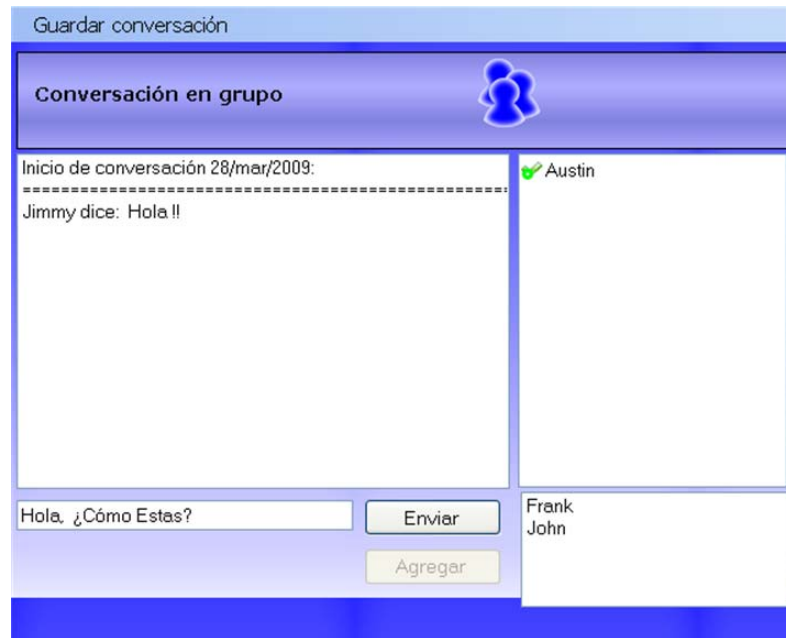 Guardar conversación
Conversación en grupo
Inicio de conversación 28/mar/2009:
==================================================
Jimmy dice: Hola !!
Austin
Hola, ¿Cómo Estas?
Enviar
Agregar
Frank
John